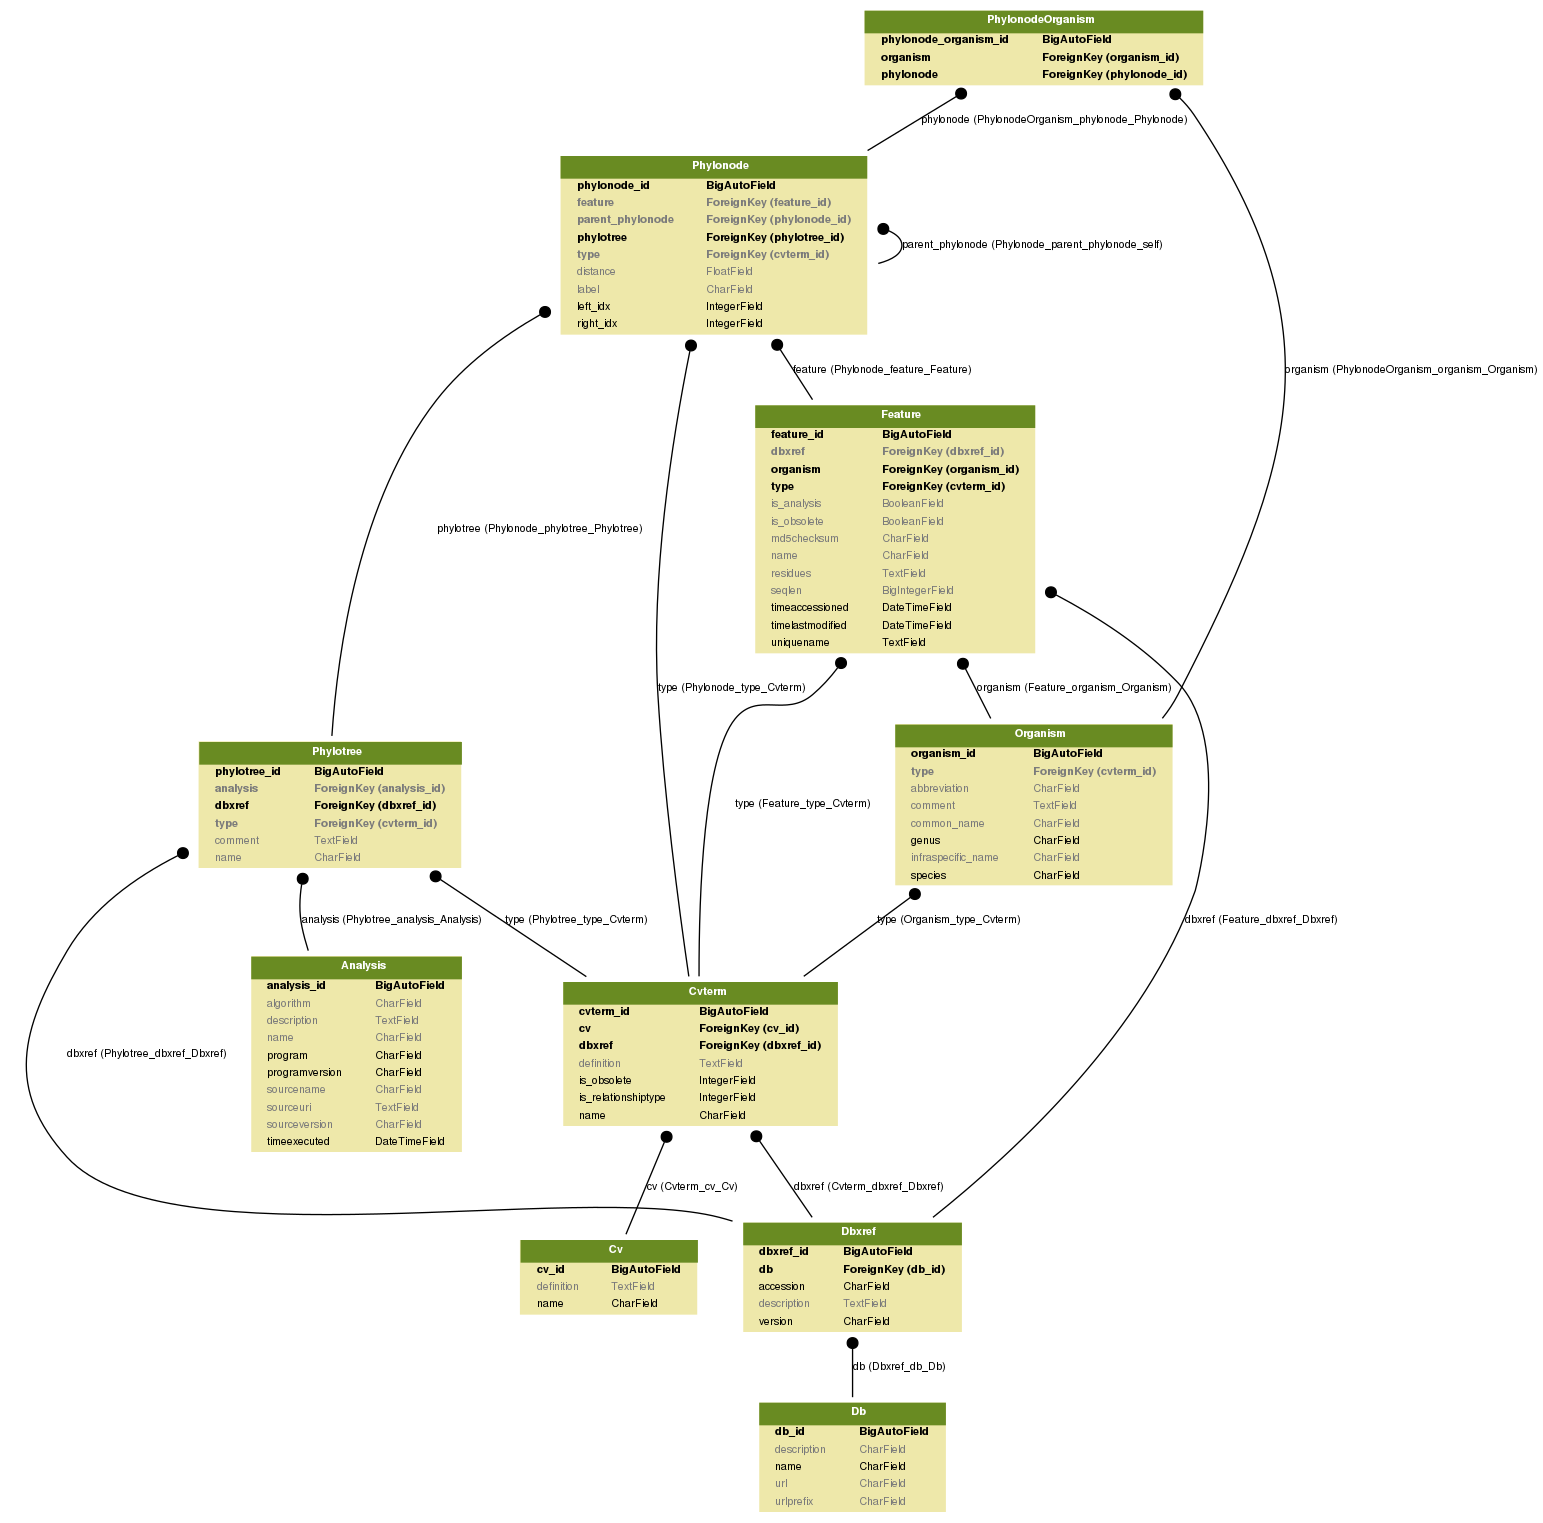 PhylonodeOrganism
phylonode_organism_id BigAutoField
organism ForeignKey (organism_id)
phylonode ForeignKey (phylonode_id)
phylonode (PhylonodeOrganism_phylonode_Phylonode)
Phylonode
phylonode_id BigAutoField
feature ForeignKey (feature_id)
parent_phylonode ForeignKey (phylonode_id)
phylotree ForeignKey (phylotree_id)
type ForeignKey (cvterm_id)
distance FloatField
label CharField
left_idx IntegerField
right_idx IntegerField
parent_phylonode (Phylonode_parent_phylonode_self)
feature (Phylonode_feature_Feature)
organism (PhylonodeOrganism_organism_Organism)
Feature
feature_id BigAutoField
dbxref ForeignKey (dbxref_id)
organism ForeignKey (organism_id)
type ForeignKey (cvterm_id)
is_analysis BooleanField
is_obsolete BooleanField
md5checksum CharField
name CharField
residues TextField
seqlen BigIntegerField
timeaccessioned DateTimeField
timelastmodified DateTimeField
uniquename TextField
phylotree (Phylonode_phylotree_Phylotree)
type (Phylonode_type_Cvterm)
organism (Feature_organism_Organism)
Phylotree
phylotree_id BigAutoField
analysis ForeignKey (analysis_id)
dbxref ForeignKey (dbxref_id)
type ForeignKey (cvterm_id)
comment TextField
name CharField
type (Feature_type_Cvterm)
Organism
organism_id BigAutoField
type ForeignKey (cvterm_id)
abbreviation CharField
comment TextField
common_name CharField
genus CharField
infraspecific_name CharField
species CharField
analysis (Phylotree_analysis_Analysis)
type (Phylotree_type_Cvterm)
type (Organism_type_Cvterm)
dbxref (Feature_dbxref_Dbxref)
dbxref (Phylotree_dbxref_Dbxref)
Analysis
analysis_id BigAutoField
algorithm CharField
description TextField
name CharField
program CharField
programversion CharField
sourcename CharField
sourceuri TextField
sourceversion CharField
timeexecuted DateTimeField
Cvterm
cvterm_id BigAutoField
cv ForeignKey (cv_id)
dbxref ForeignKey (dbxref_id)
definition TextField
is_obsolete IntegerField
is_relationshiptype IntegerField
name CharField
cv (Cvterm_cv_Cv)
dbxref (Cvterm_dbxref_Dbxref)
Cv
cv_id BigAutoField
definition TextField
name CharField
Dbxref
dbxref_id BigAutoField
db ForeignKey (db_id)
accession CharField
description TextField
version CharField
db (Dbxref_db_Db)
Db
db_id BigAutoField
description CharField
name CharField
url CharField
urlprefix CharField